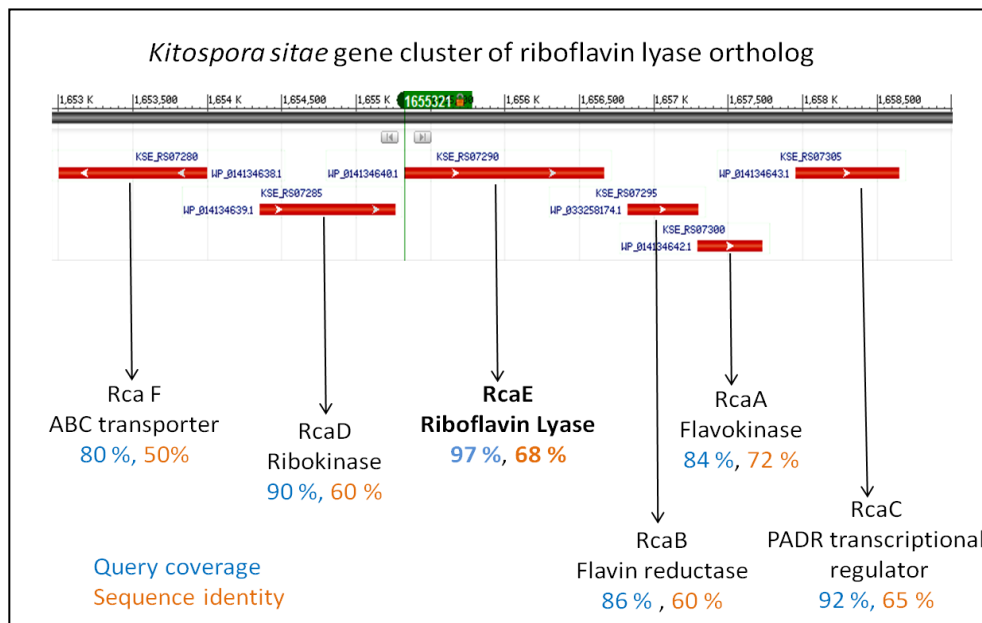 Kitospora sitae gene cluster of riboflavin lyase ortholog
1,653 K 1,653,500 1,654 K 1,654,500 1,655 K 1655321 1,656 K 1,656,500 1,657 K 1,657,500 1,658 K 1,658,500
KSE_RS07280 KSE_RS07290 KSE_RS07305
WP_014134638.1 WP_014134640.1 WP_014134643.1
KSE_RS07285 KSE_RS07295
WP_014134639.1 WP_033258174.1
KSE_RS07300
WP_014134642.1
Rca F
ABC transporter
80 %, 50%
RcaD
Ribokinase
90 %, 60 %
RcaE
Riboflavin Lyase
97 %, 68 %
RcaB
Flavin reductase
86 % , 60 %
RcaA
Flavokinase
84 %, 72 %
RcaC
PADR transcriptional
regulator
92 %, 65 %
Query coverage
Sequence identity